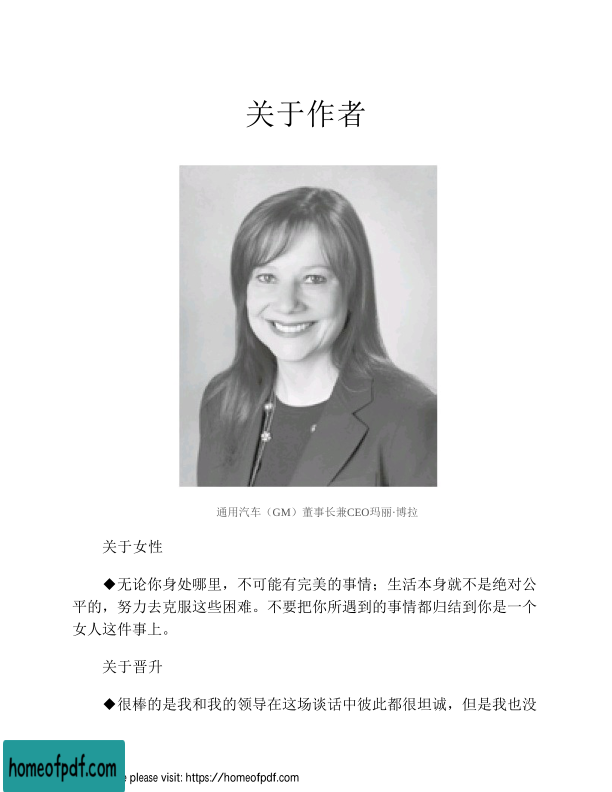 关于作者
通用汽车（GM）董事长兼CEO玛丽·博拉
关于女性
◆无论你身处哪里，不可能有完美的事情；生活本身就不是绝对公
平的，努力去克服这些困难。不要把你所遇到的事情都归结到你是一个
女人这件事上。
关于晋升
◆很棒的是我和我的领导在这场谈话中彼此都很坦诚，但是我也没
homeofpdf.com
please visit: https://homeofpdf.com